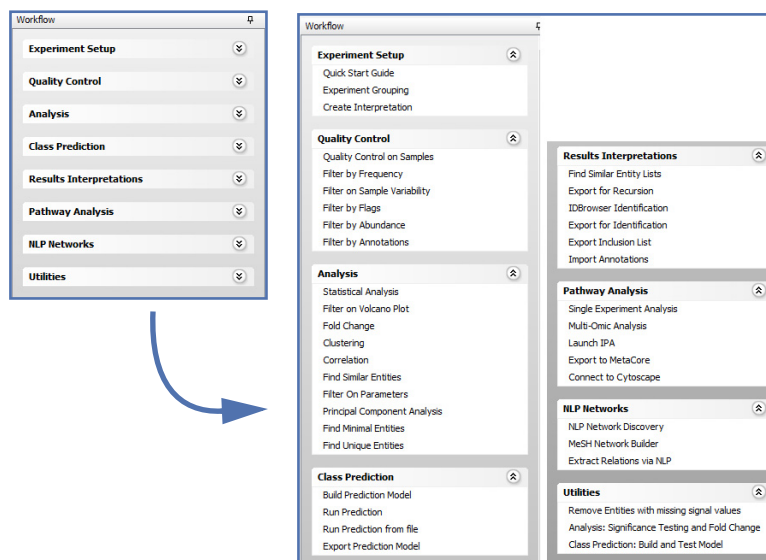 Workflow
Experiment Setup
Quality Control
Analysis
Class Prediction
Results Interpretations
Pathway Analysis
NLP Networks
Utilities
Workflow
Experiment Setup
Quick Start Guide
Experiment Grouping
Create Interpretation
Quality Control
Quality Control on Samples
Filter by Frequency
Filter on Sample Variability
Filter by Flags
Filter by Abundance
Filter by Annotations
Analysis
Statistical Analysis
Filter on Volcano Plot
Fold Change
Clustering
Correlation
Find Similar Entities
Filter On Parameters
Principal Component Analysis
Find Minimal Entities
Find Unique Entities
Class Prediction
Build Prediction Model
Run Prediction
Run Prediction from file
Export Prediction Model
Results Interpretations
Find Similar Entity Lists
Export for Recursion
IDBrowser Identification
Export for Identification
Export Inclusion List
Import Annotations
Pathway Analysis
Single Experiment Analysis
Multi-Omic Analysis
Launch IPA
Export to MetaCore
Connect to Cytoscape
NLP Networks
NLP Network Discovery
MeSH Network Builder
Extract Relations via NLP
Utilities
Remove Entities with missing signal values
Analysis: Significance Testing and Fold Change
Class Prediction: Build and Test Model